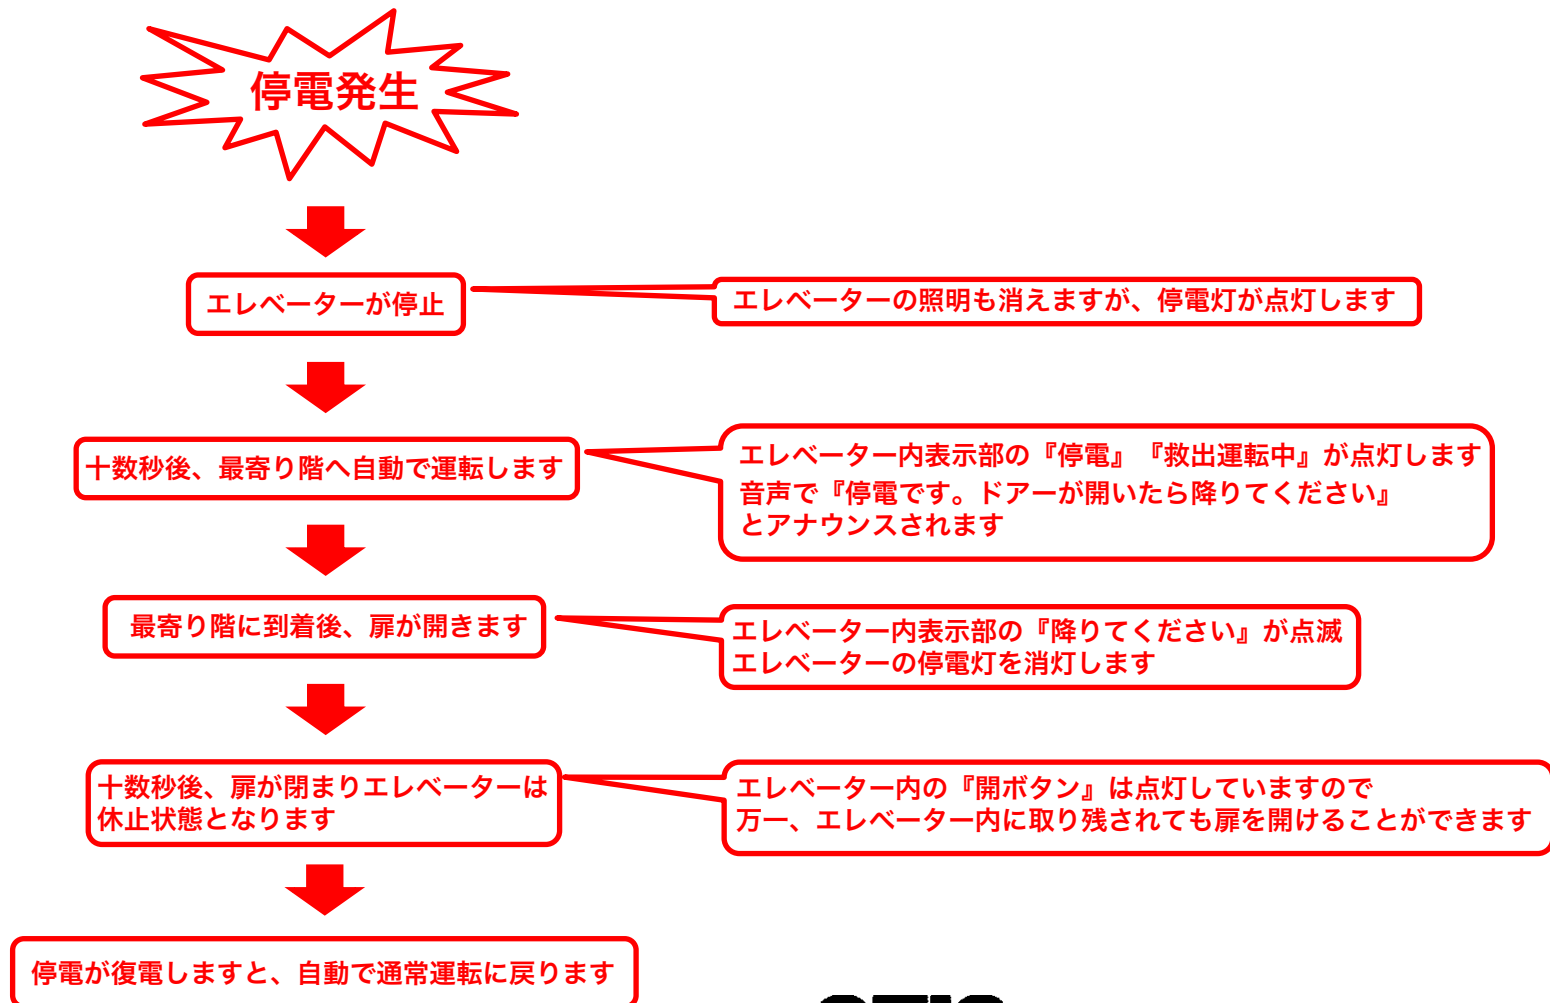 停電発生
エレベーターが停止
エレベーターの照明も消えますが、停電灯が点灯します
十数秒後、最寄り階へ自動で運転します
エレベーター内表示部の『停電』『救出運転中』が点灯します
音声で『停電です。ドアーが開いたら降りてください』
とアナウンスされます
最寄り階に到着後、扉が開きます
エレベーター内表示部の『降りてください』が点滅
エレベーターの停電灯を消灯します
十数秒後、扉が閉まりエレベーターは
休止状態となります
エレベーター内の『開ボタン』は点灯していますので
万一、エレベーター内に取り残されても扉を開けることができます
停電が復電しますと、自動で通常運転に戻ります